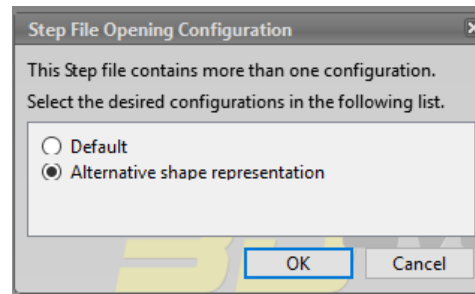 Step File Opening Configuration
This Step file contains more than one configuration.
Select the desired configurations in the following list.
Default
Alternative shape representation
OK
Cancel